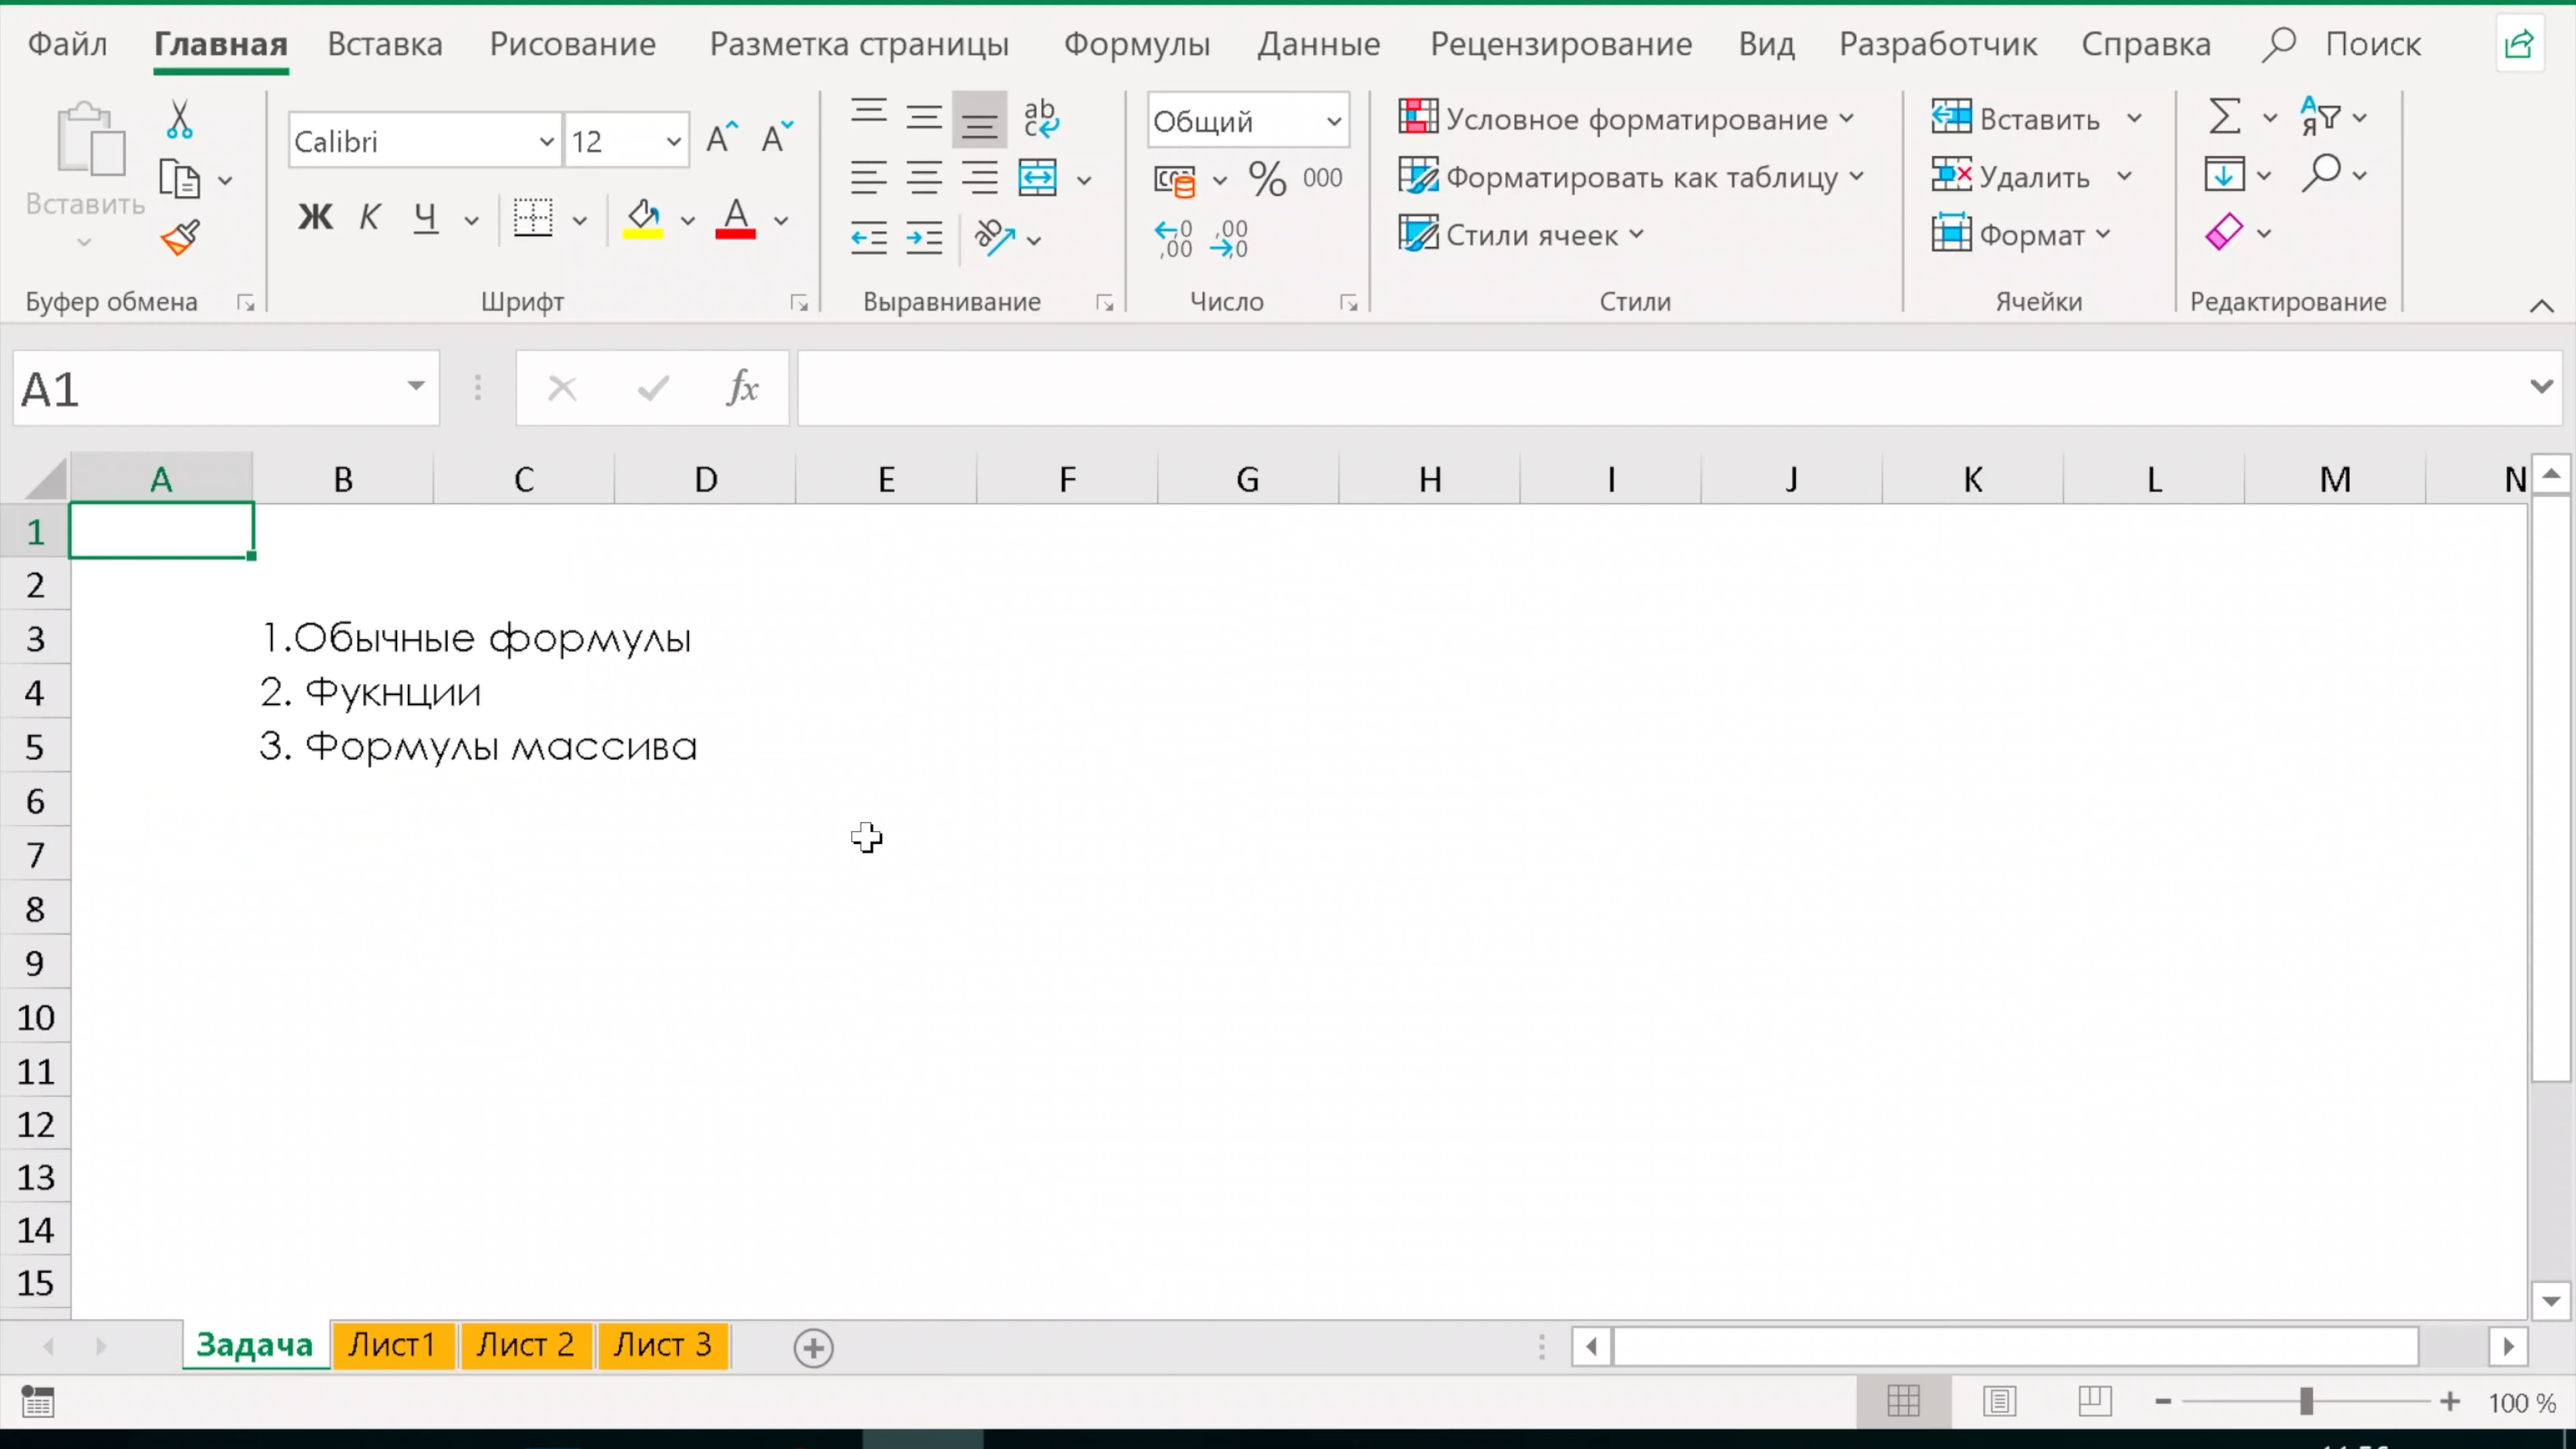 Файл Главная Вставка Рисование Разметка страницы Формулы Данные Рецензирование Вид Разработчик Справка Поиск
Вставить
Calibri 12
Ж К Ч
Общий
% 000
Условное форматирование
Форматировать как таблицу
Стили ячеек
Вставить
Удалить
Формат
Буфер обмена Шрифт Выравнивание Число Стили Ячейки Редактирование
A1 fx
A B C D E F G H I J K L M N
1
2
3 1.Обычные формулы
4 2. Фукнции
5 3. Формулы массива
6
7
8
9
10
11
12
13
14
15
Задача Лист1 Лист 2 Лист 3
100 %